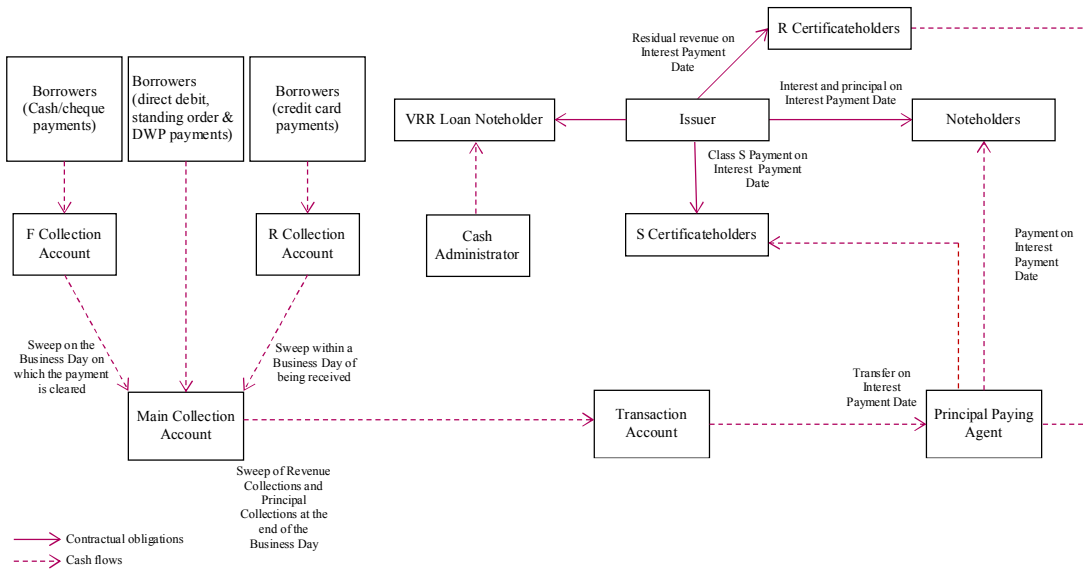 R Certificateholders
Residual revenue on
Interest Payment
Date
Borrowers
(Cash/cheque
payments)
Borrowers
(direct debit,
standing order &
DWP payments)
Borrowers
(credit card
payments)
Interest and principal on
Interest Payment Date
VRR Loan Noteholder
Issuer
Noteholders
Class S Payment on
Interest Payment
Date
F Collection
Account
R Collection
Account
Cash
Administrator
S Certificateholders
Payment on
Interest
Payment
Date
Sweep on the
Business Day on
which the payment
is cleared
Sweep within a
Business Day of
being received
Transfer on
Interest
Payment Date
Main Collection
Account
Transaction
Account
Principal Paying
Agent
Sweep of Revenue
Collections and
Principal
Collections at the
end of the
Business Day
Contractual obligations
Cash flows